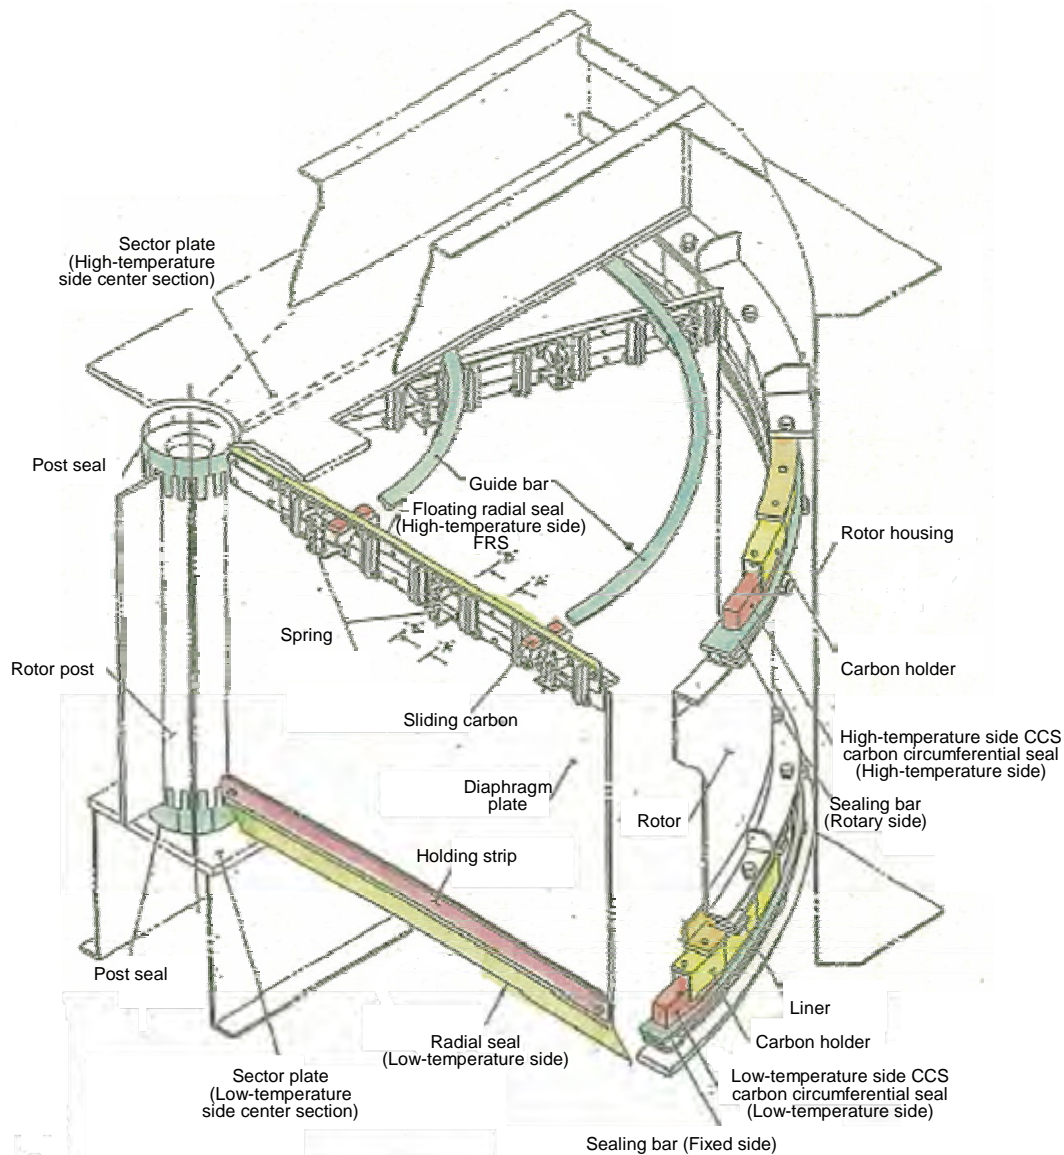 Sector plate
(High-temperature
side center section)
Post seal
Guide bar
Floating radial seal
(High-temperature side)
FRS
Rotor housing
Spring
Rotor post
Carbon holder
Sliding carbon
High-temperature side CCS
carbon circumferential seal
(High-temperature side)
Diaphragm
plate
Rotor
Sealing bar
(Rotary side)
Holding strip
Post seal
Liner
Radial seal
(Low-temperature side)
Carbon holder
Sector plate
(Low-temperature
side center section)
Low-temperature side CCS
carbon circumferential seal
(Low-temperature side)
Sealing bar (Fixed side)